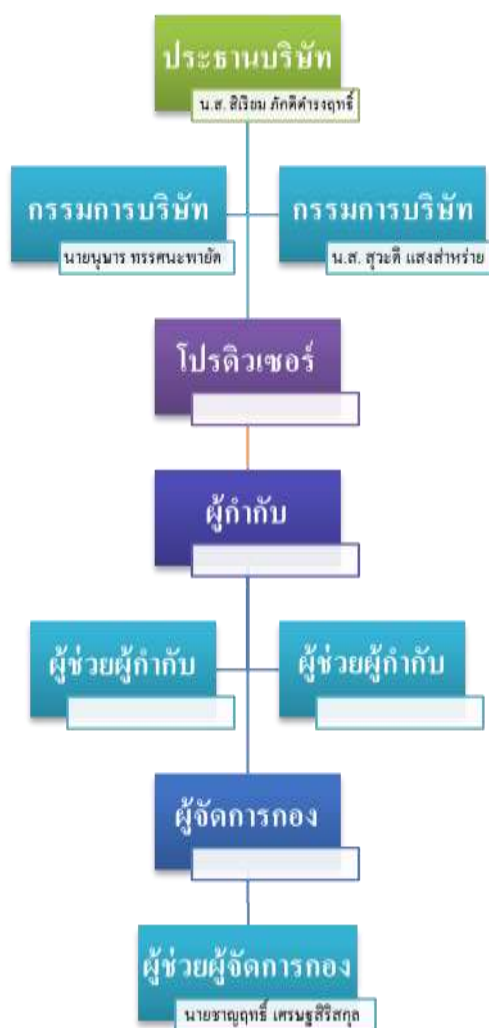 ประธานบริษัท
น.ส. สิเรียม ภักดีดำรงฤทธิ์
กรรมการบริษัท
กรรมการบริษัท
นายนุมาร ทรรศนะพายัด
น.ส. สุวะดี แสงสำหร่าย
โปรดิวเซอร์
ผู้กำกับ
ผู้ช่วยผู้กำกับ
ผู้ช่วยผู้กำกับ
ผู้จัดการกอง
ผู้ช่วยผู้จัดการกอง
นายชาญฤทธิ์ เศรษฐสิริสกุล